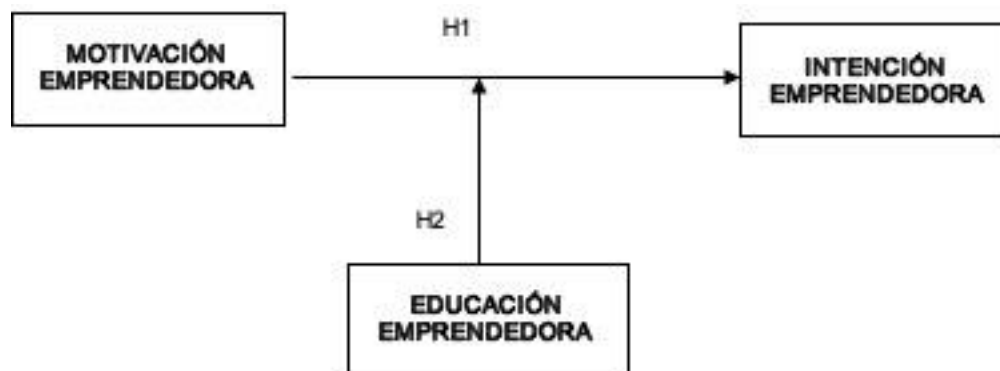 H1
MOTIVACIÓN
EMPRENDEDORA
INTENCIÓN
EMPRENDEDORA
H2
EDUCACIÓN
EMPRENDEDORA